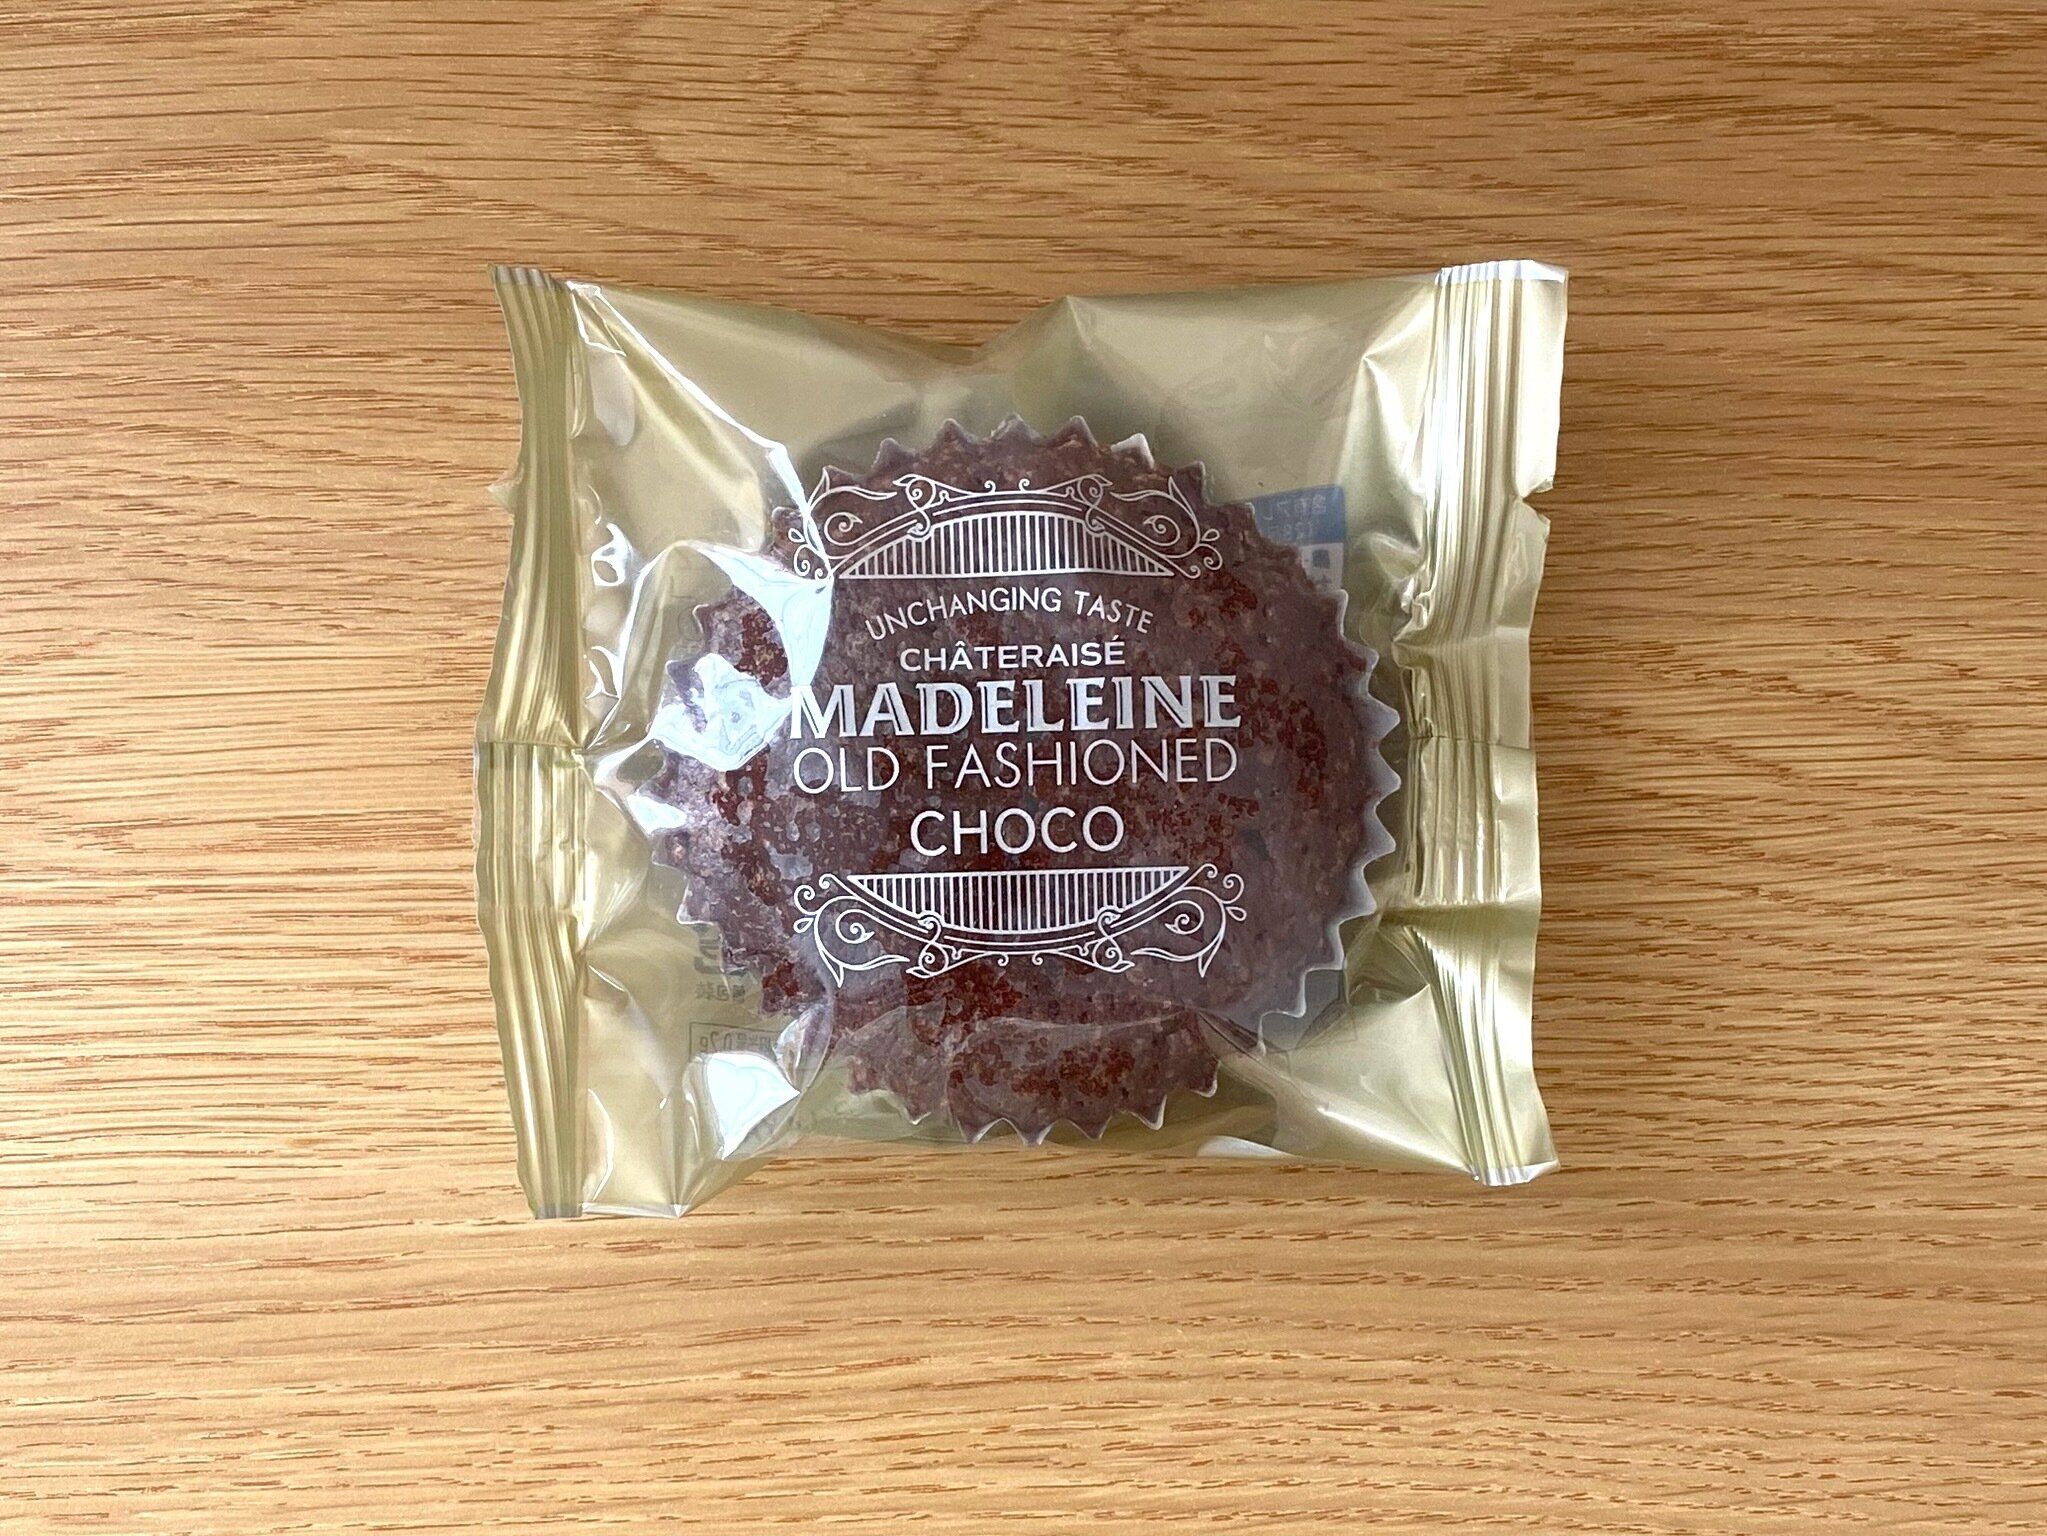 UNCHANGING TASTE
CHÂTERAISÉ
MADELEINE
OLD FASHIONED
CHOCO